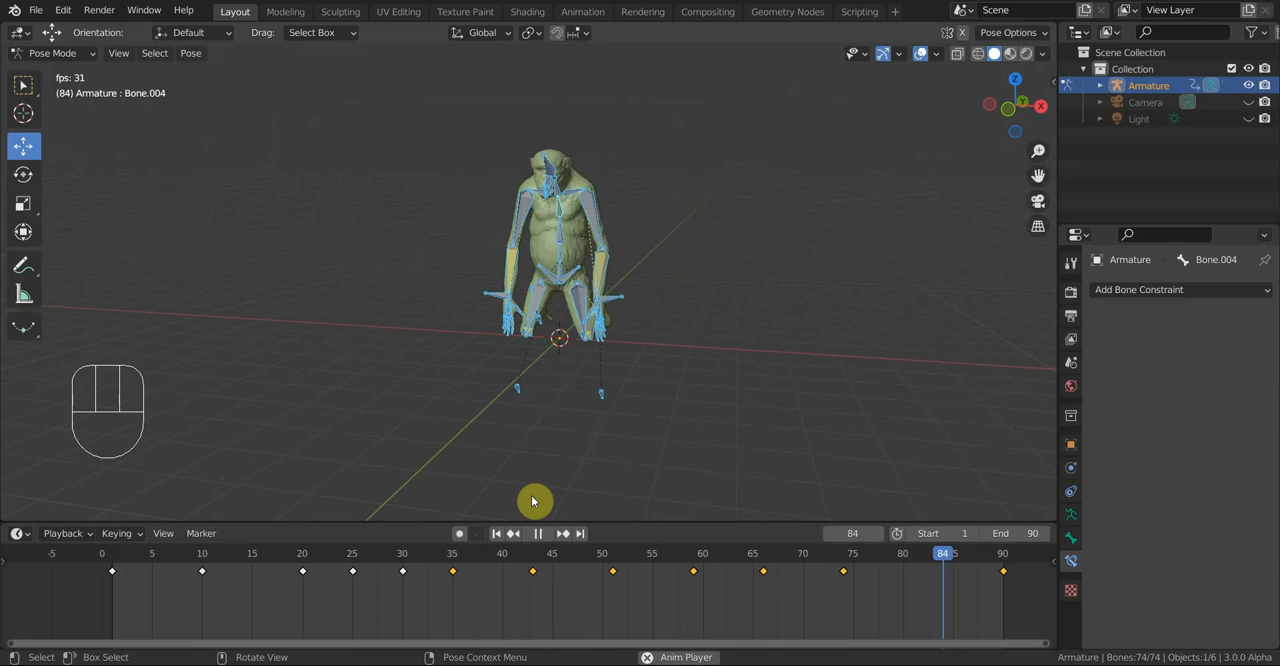 File Edit Render Window Help Layout Modeling Sculpting UV Editing Texture Paint Shading Animation Rendering Compositing Geometry Nodes Scripting + Scene View Layer
Orientation: Default Drag: Select Box Global X Pose Options
Pose Mode View Select Pose
Scene Collection
Collection
Armature
Camera
Light
fps: 31
(84) Armature : Bone.004
Z
Y
X
Armature Bone.004
Add Bone Constraint
Playback Keying View Marker 84 Start 1 End 90
-5 0 5 10 15 20 25 30 35 40 45 50 55 60 65 70 75 80 84 5 90
Select Box Select Rotate View Pose Context Menu Anim Player Armature | Bones:74/74 | Objects:1/6 | 3.0.0 Alpha